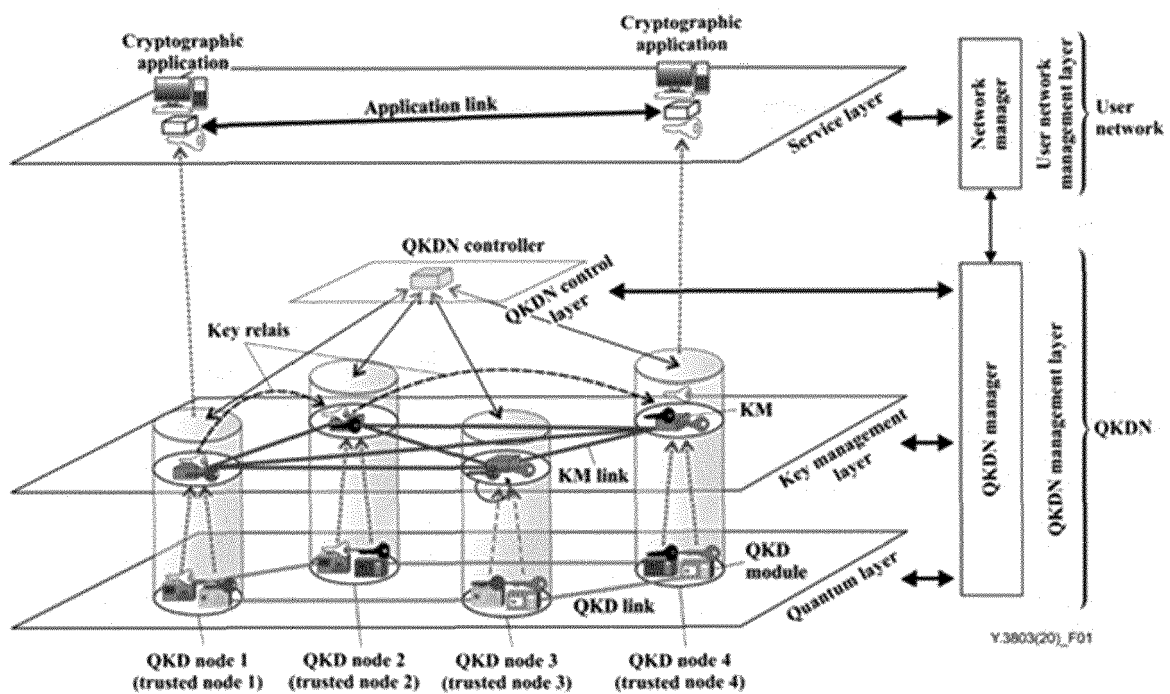 Cryptographic
application
Cryptographic
application
Application link
Service layer
Network
manager
User network
management layer
User
network
QKDN controller
QKDN control
layer
Key relais
KM
KM link
Key management
layer
QKDN manager
QKDN management layer
QKDN
QKD
module
QKD link
Quantum layer
Y.3803(20)_F01
QKD node 1
(trusted node 1)
QKD node 2
(trusted node 2)
QKD node 3
(trusted node 3)
QKD node 4
(trusted node 4)